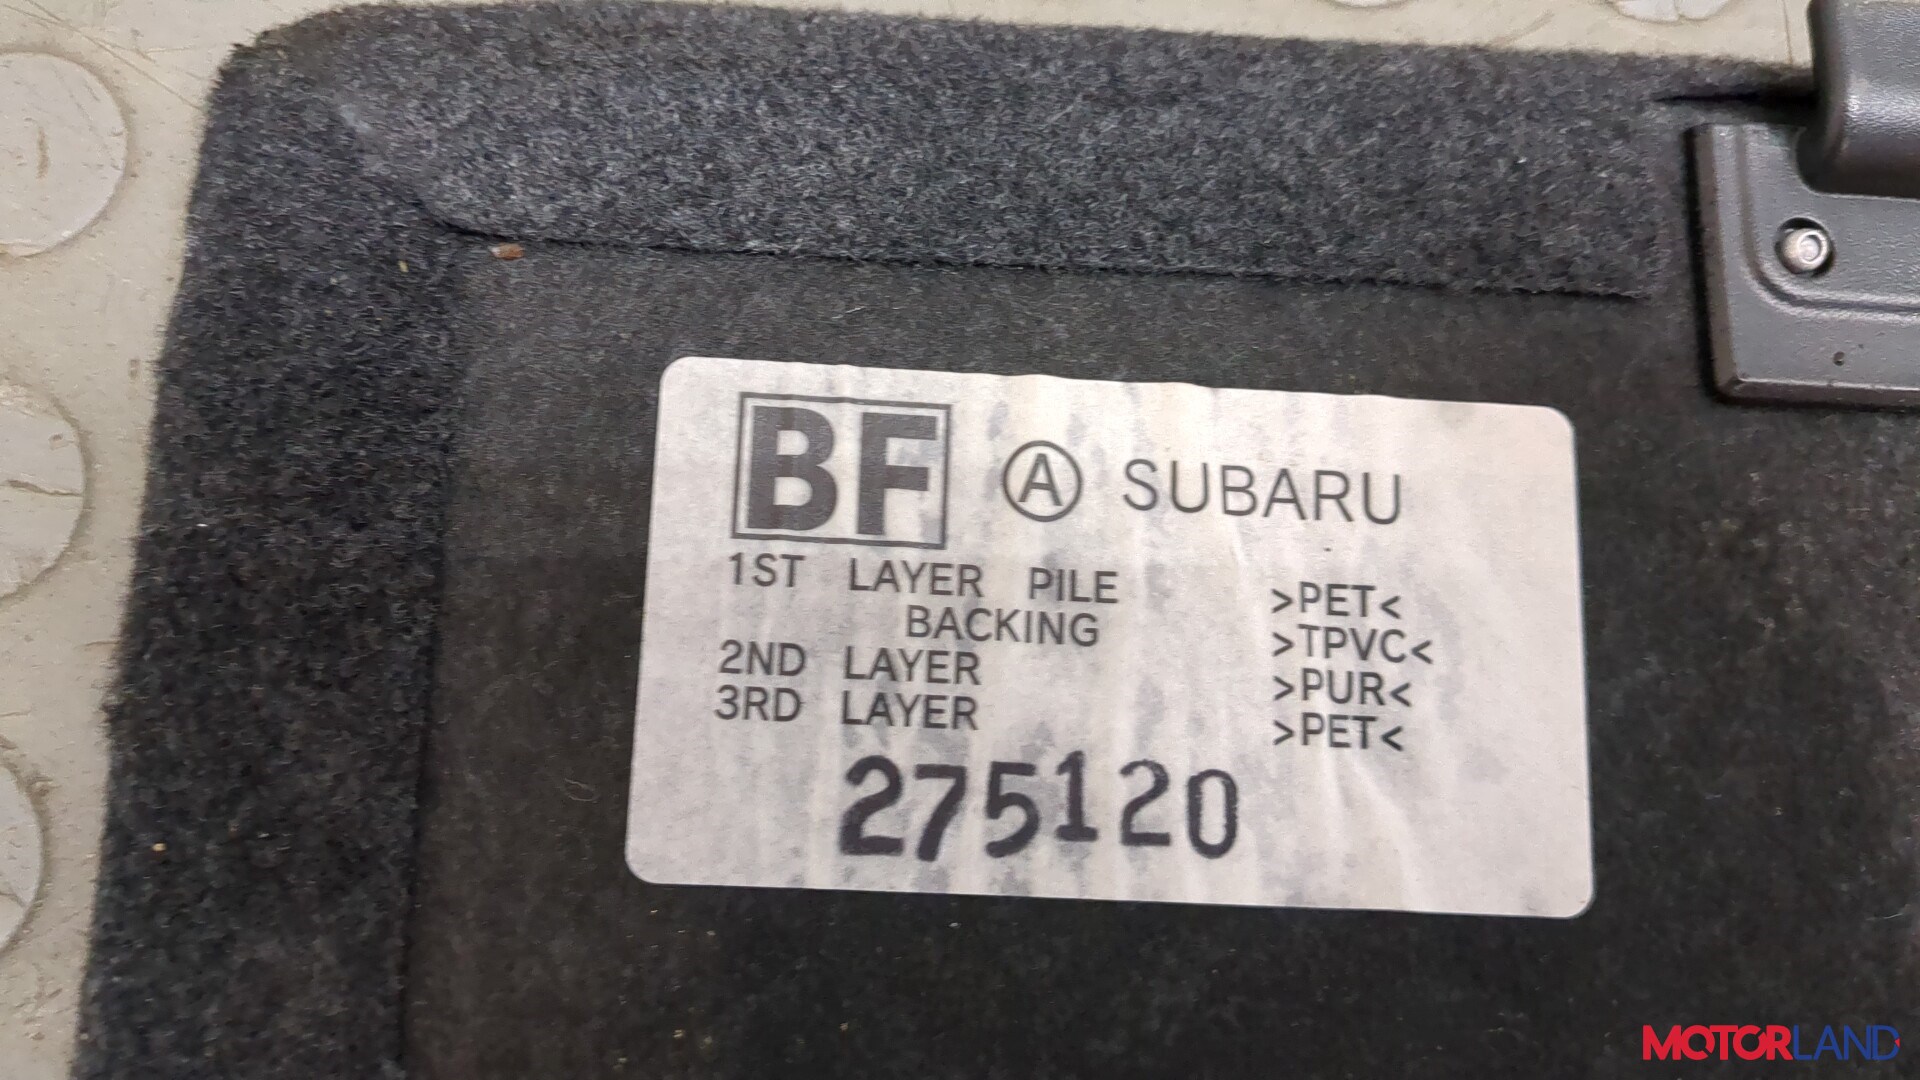 BF Ⓐ SUBARU
1ST LAYER PILE >PET<
BACKING >TPVC<
2ND LAYER >PUR<
3RD LAYER >PET<
275120
MOTORLAND